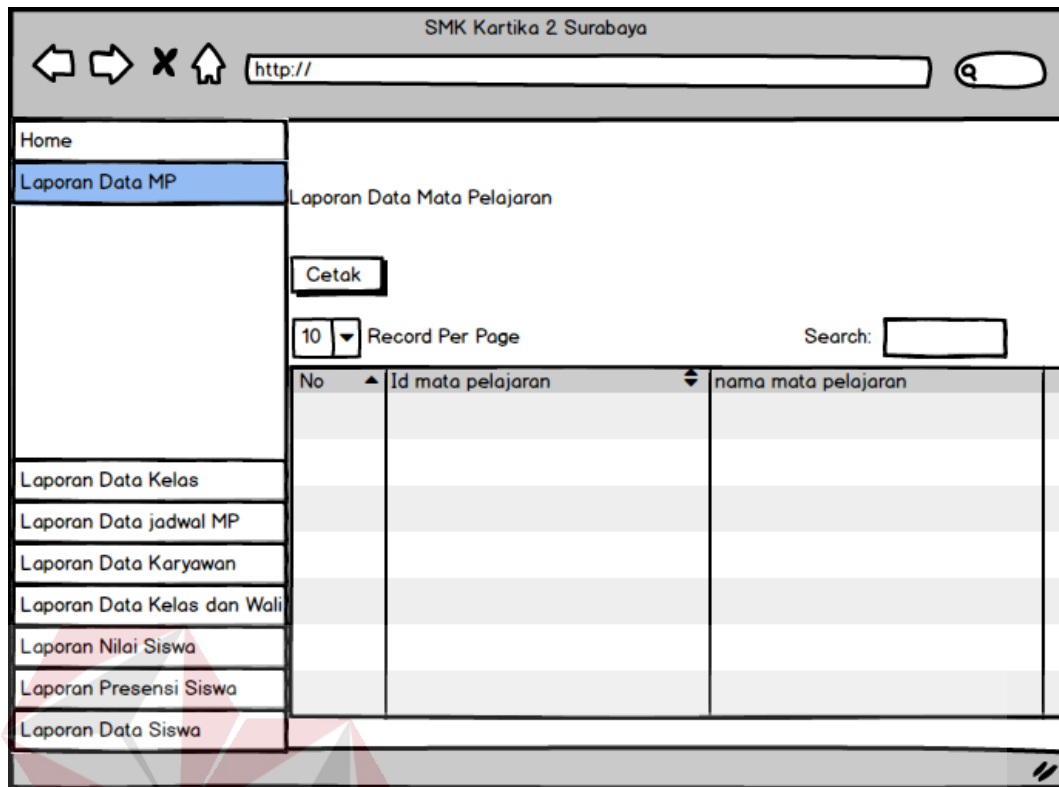 SMK Kartika 2 Surabaya
http://
Home
Laporan Data MP
Laporan Data Mata Pelajaran
Cetak
10 Record Per Page Search:
No Id mata pelajaran nama mata pelajaran
Laporan Data Kelas
Laporan Data jadwal MP
Laporan Data Karyawan
Laporan Data Kelas dan Wali
Laporan Nilai Siswa
Laporan Presensi Siswa
Laporan Data Siswa